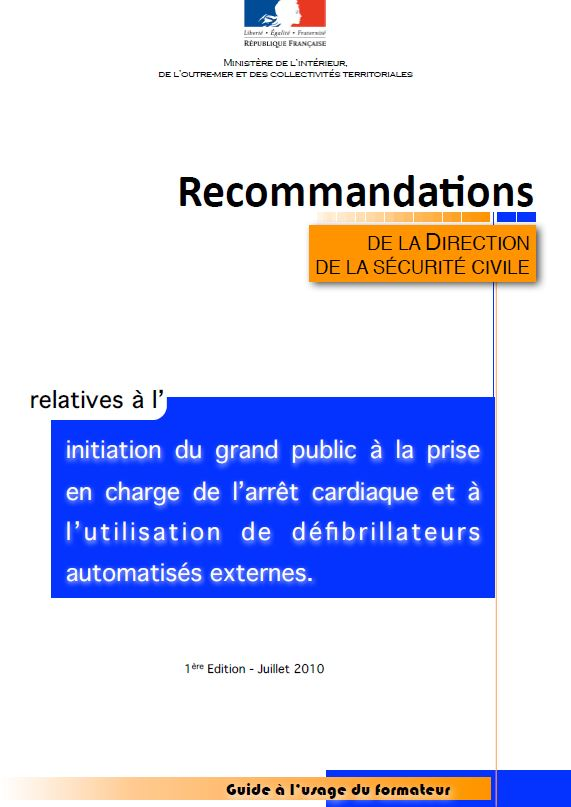 Liberté • Égalité • Fraternité
RÉPUBLIQUE FRANÇAISE
MINISTÈRE DE L'INTÉRIEUR,
DE L'OUTRE-MER ET DES COLLECTIVITÉS TERRITORIALES
Recommandations
DE LA DIRECTION
DE LA SÉCURITÉ CIVILE
relatives à l'
initiation du grand public à la prise
en charge de l'arrêt cardiaque et à
l'utilisation de défibrillateurs
automatisés externes.
1ère Edition - Juillet 2010
Guide à l'usage du formateur